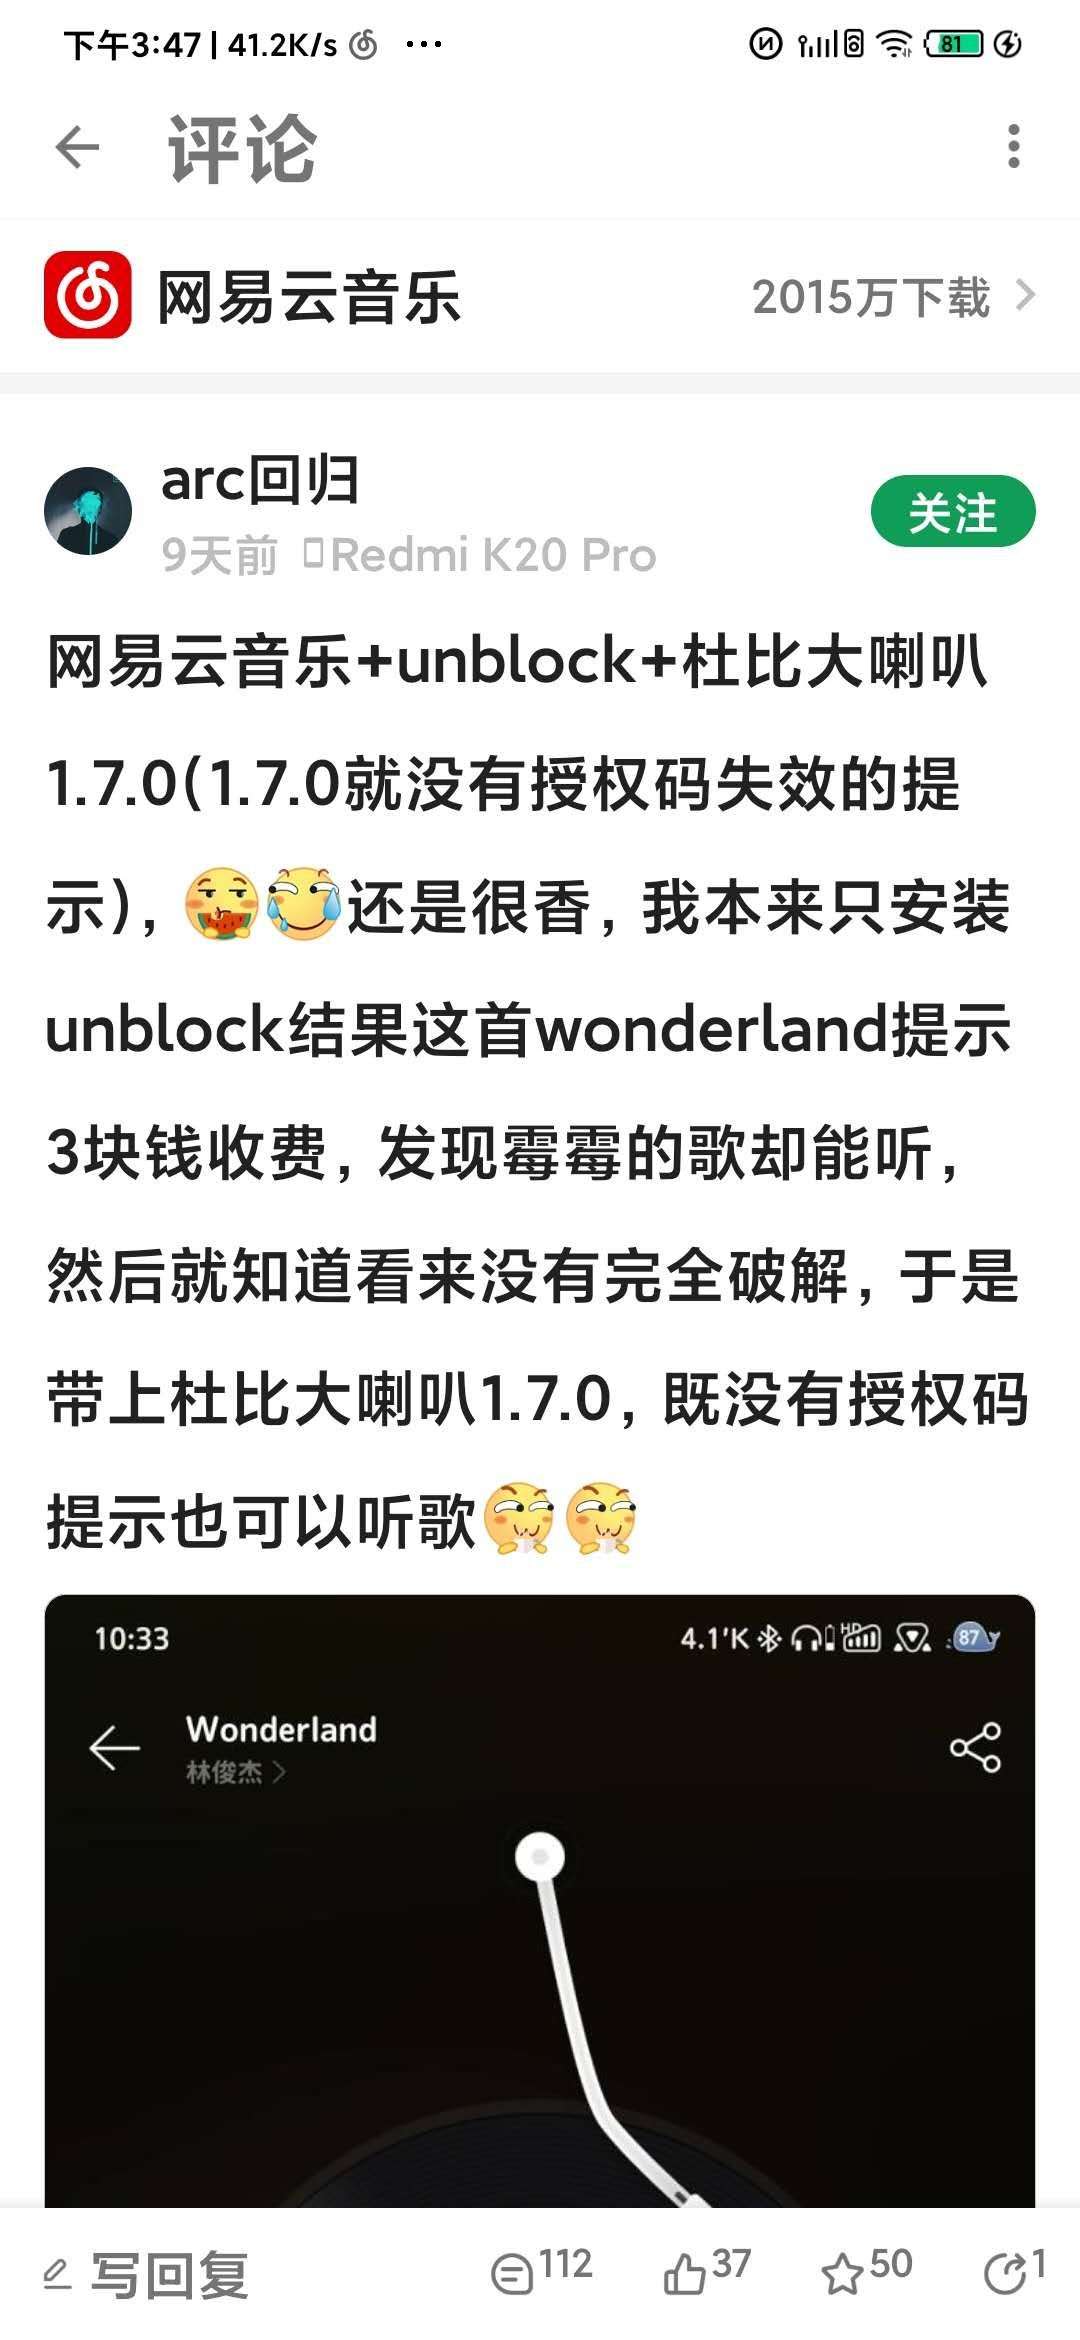 下午3:47 | 41.2K/s ...
81
评论
网易云音乐 2015万下载
arc回归
关注
9天前 Redmi K20 Pro
网易云音乐+unblock+杜比大喇叭
1.7.0(1.7.0就没有授权码失效的提
示)，还是很香，我本来只安装
unblock结果这首wonderland提示
3块钱收费，发现霉霉的歌却能听，
然后就知道看来没有完全破解，于是
带上杜比大喇叭1.7.0，既没有授权码
提示也可以听歌
10:33 4.1'K HD 87
Wonderland
林俊杰
写回复 112 37 50 1